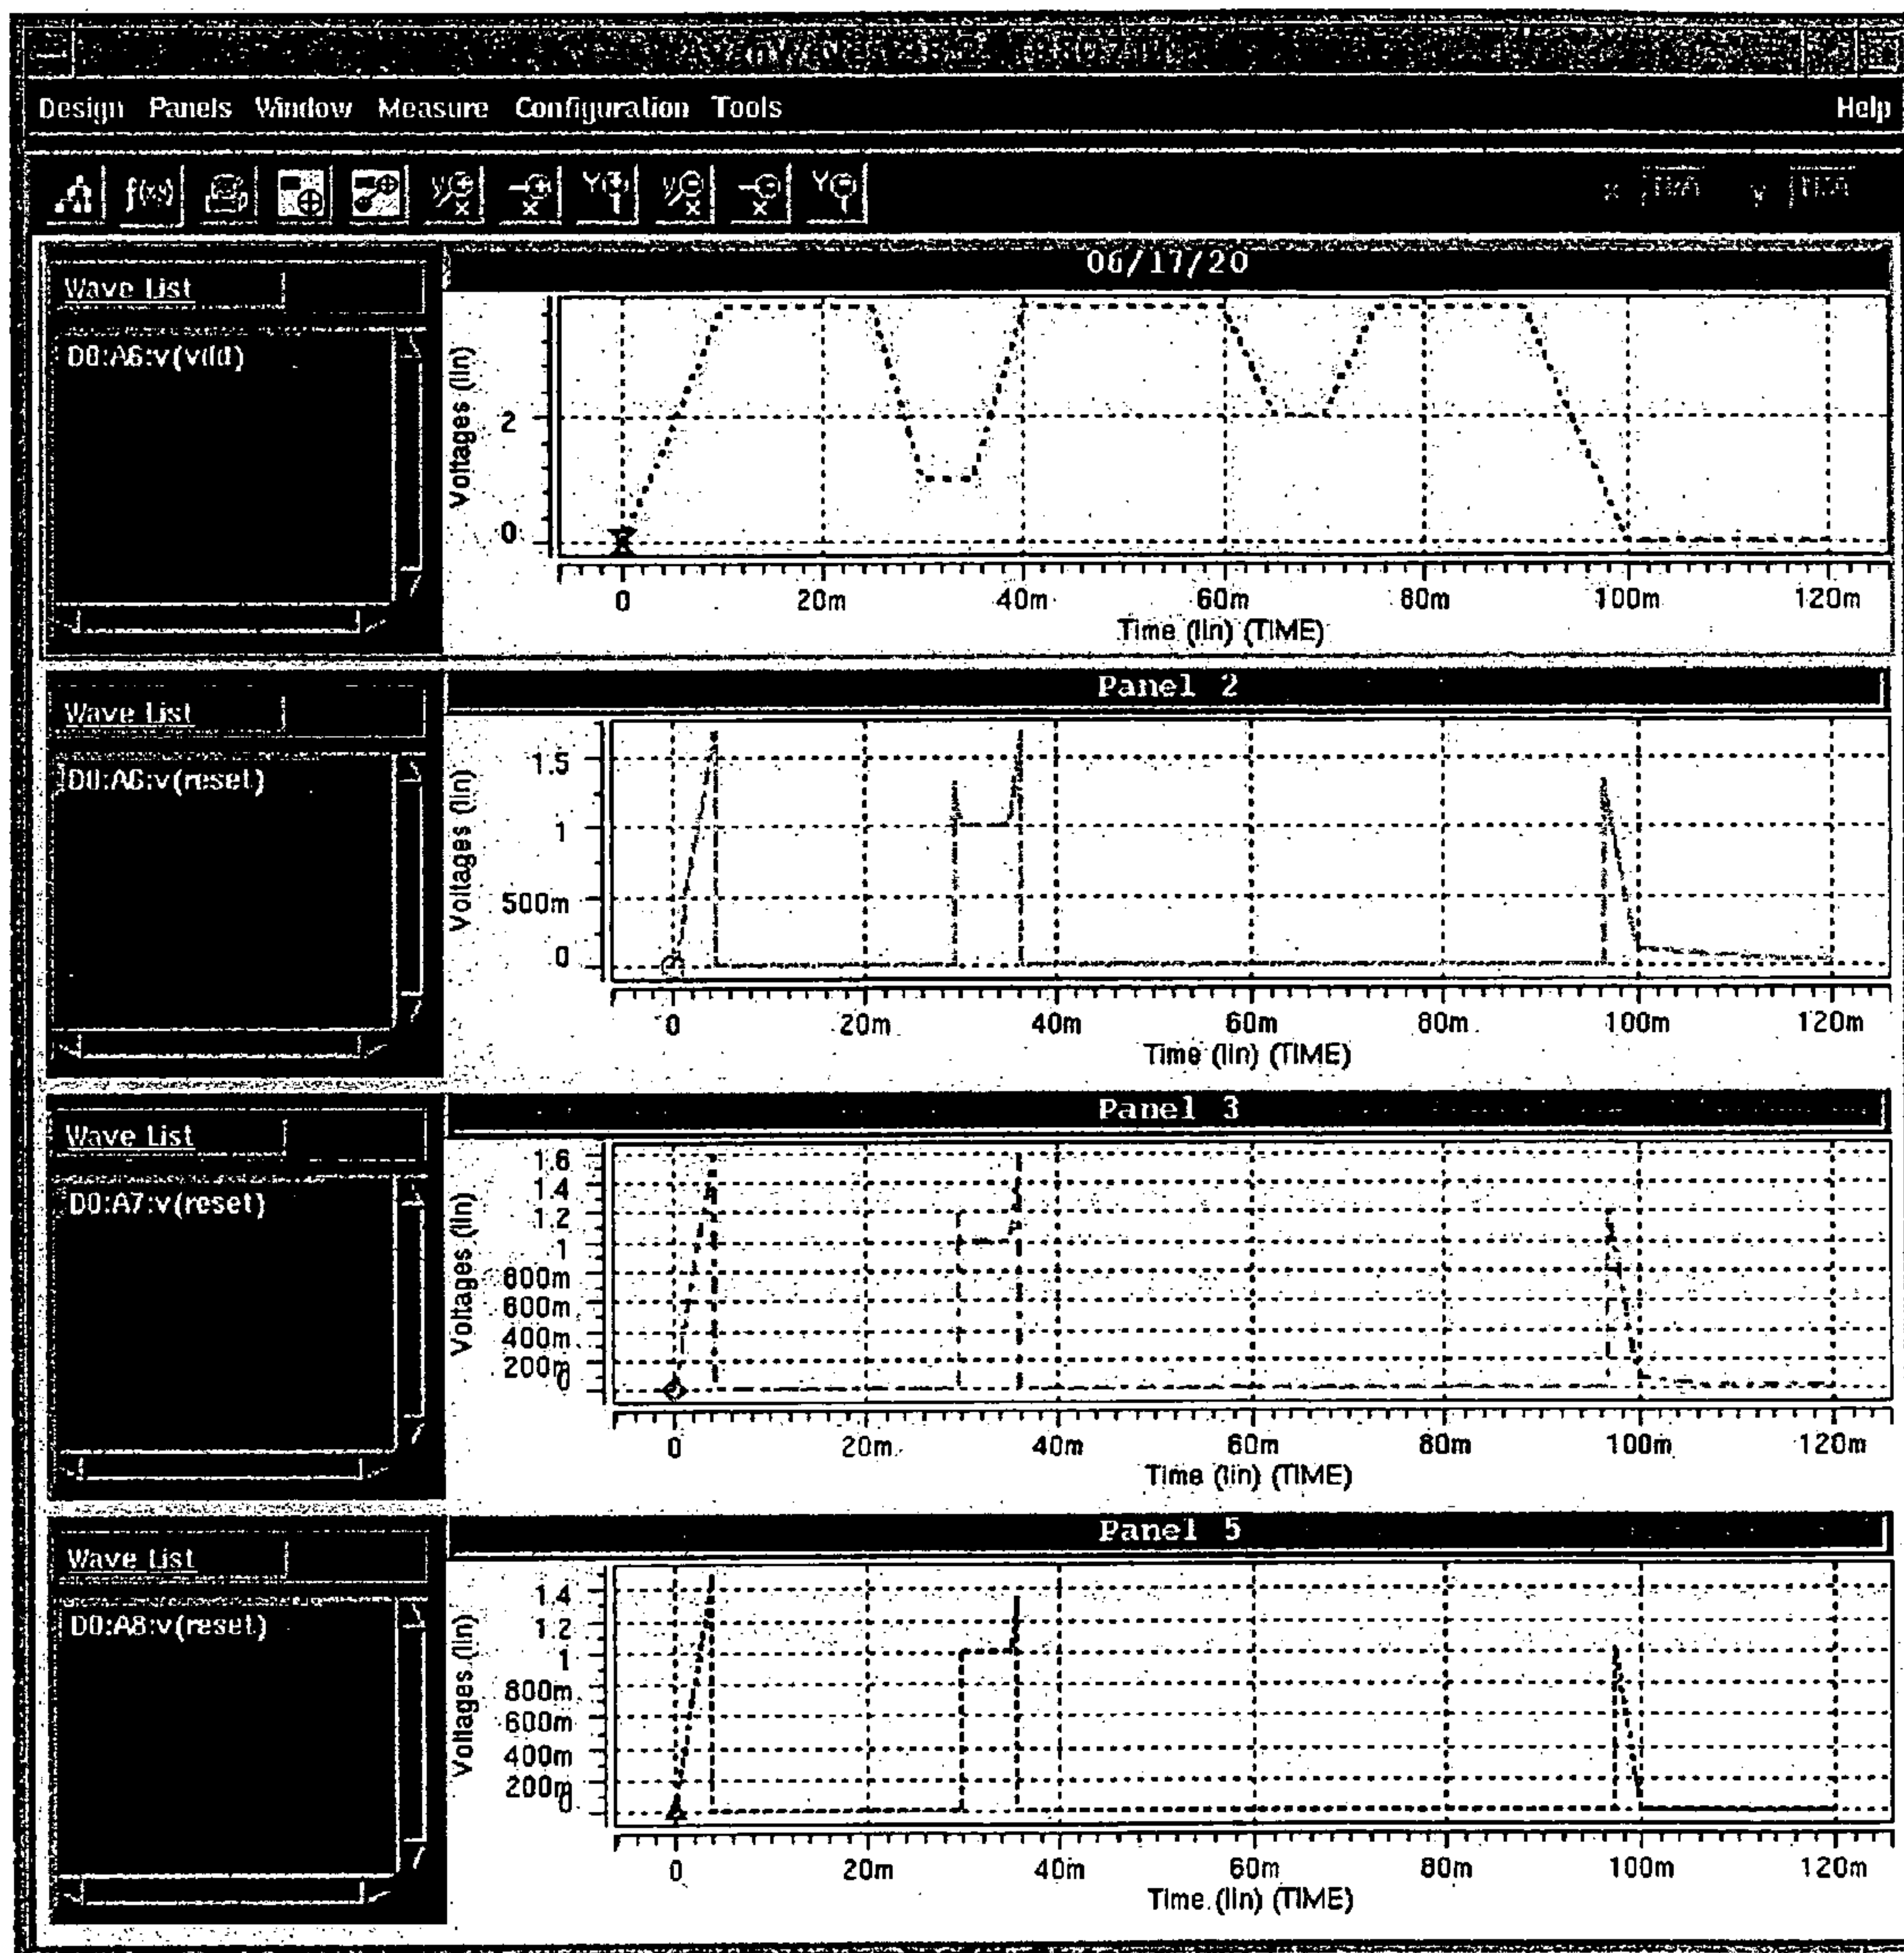 Design Panels Window Measure Configuration Tools Help
f(x)
06/17/20
Wave List
D0:A6:v(vdd)
Voltages (lin)
2
0
0 20m 40m 60m 80m 100m 120m
Time (lin) (TIME)
Panel 2
Wave List
D0:A6:v(reset)
Voltages (lin)
1.5
1
500m
0
0 20m 40m 60m 80m 100m 120m
Time (lin) (TIME)
Panel 3
Wave List
D0:A7:v(reset)
Voltages (lin)
1.6
1.4
1.2
1
800m
600m
400m
200m
0
0 20m 40m 60m 80m 100m 120m
Time (lin) (TIME)
Panel 5
Wave List
D0:A8:v(reset)
Voltages (lin)
1.4
1.2
1
800m
600m
400m
200m
0
0 20m 40m 60m 80m 100m 120m
Time (lin) (TIME)